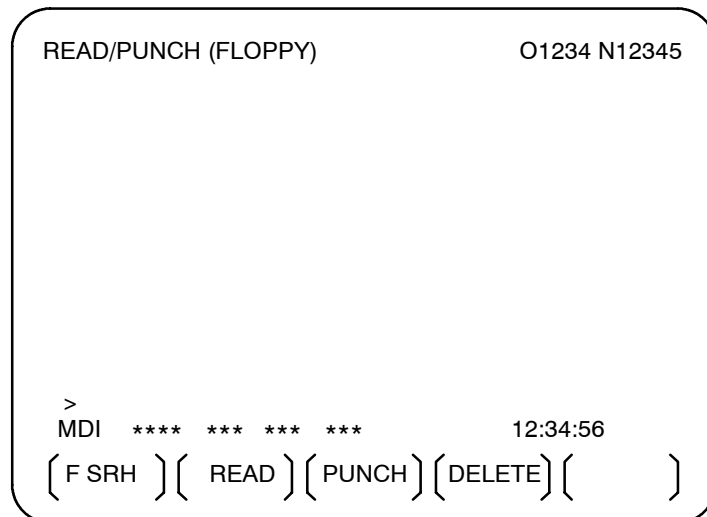 READ/PUNCH (FLOPPY) O1234 N12345
>
MDI **** *** *** *** 12:34:56
[F SRH] [READ] [PUNCH] [DELETE] [ ]